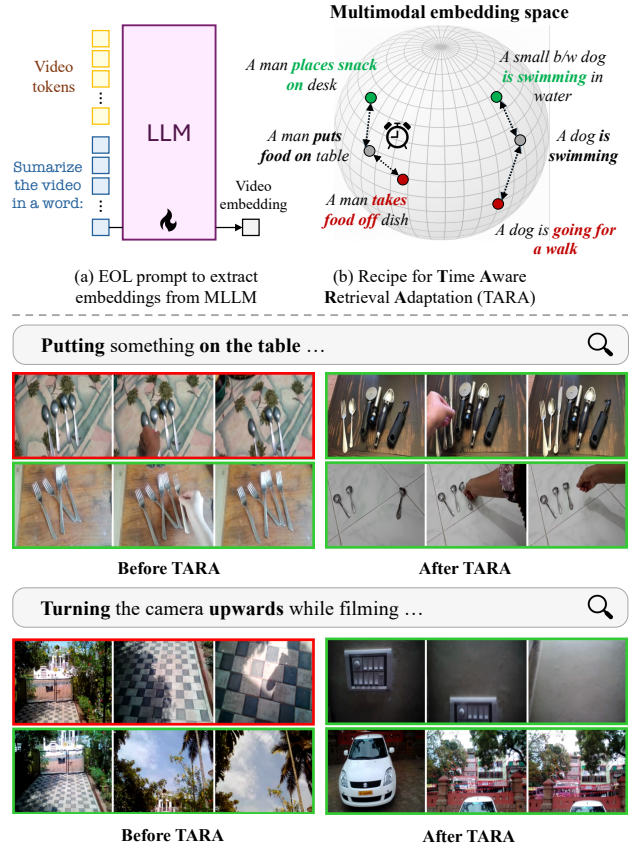 Video
tokens
Sumarize
the video
in a word:
LLM
Video
embedding
(a) EOL prompt to extract
embeddings from MLLM
Multimodal embedding space
A man places snack
on desk
A small b/w dog
is swimming in
water
A man puts
food on table
A dog is
swimming
A man takes
food off dish
A dog is going for
a walk
(b) Recipe for Time Aware
Retrieval Adaptation (TARA)
Putting something on the table …
Before TARA
After TARA
Turning the camera upwards while filming …
Before TARA
After TARA